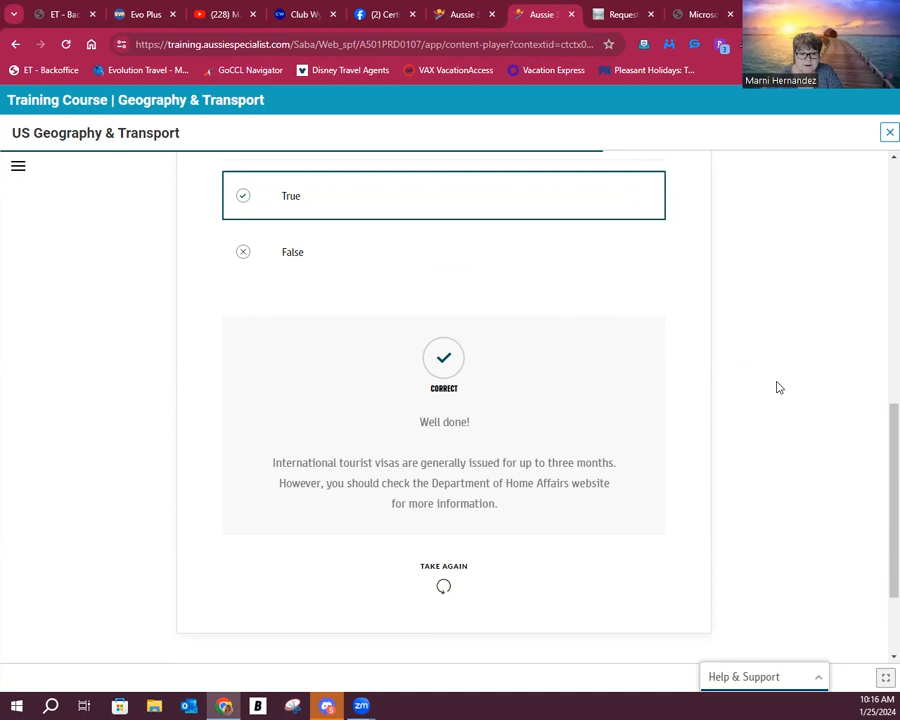 ET - Bac
Evo Plus
(228) M
Club W
(2) Cert
Aussie S
Aussie S
Request
Microso
https://training.aussiespecialist.com/Saba/Web_spf/A501PRD0107/app/content-player?contextid=ctctx0...
ET - Backoffice
Evolution Travel - M...
GoCCL Navigator
Disney Travel Agents
VAX VacationAccess
Vacation Express
Pleasant Holidays: T...
Marni Hernandez
Training Course | Geography & Transport
US Geography & Transport
True
False
CORRECT
Well done!
International tourist visas are generally issued for up to three months.
However, you should check the Department of Home Affairs website
for more information.
TAKE AGAIN
Help & Support
10:16 AM
1/25/2024